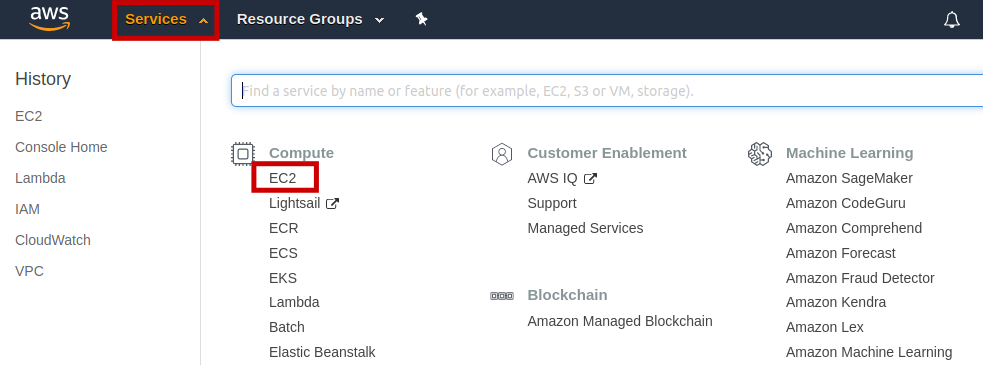 aws Services Resource Groups
History
EC2
Console Home
Lambda
IAM
CloudWatch
VPC
Find a service by name or feature (for example, EC2, S3 or VM, storage).
Compute
EC2
Lightsail
ECR
ECS
EKS
Lambda
Batch
Elastic Beanstalk
Customer Enablement
AWS IQ
Support
Managed Services
Blockchain
Amazon Managed Blockchain
Machine Learning
Amazon SageMaker
Amazon CodeGuru
Amazon Comprehend
Amazon Forecast
Amazon Fraud Detector
Amazon Kendra
Amazon Lex
Amazon Machine Learning